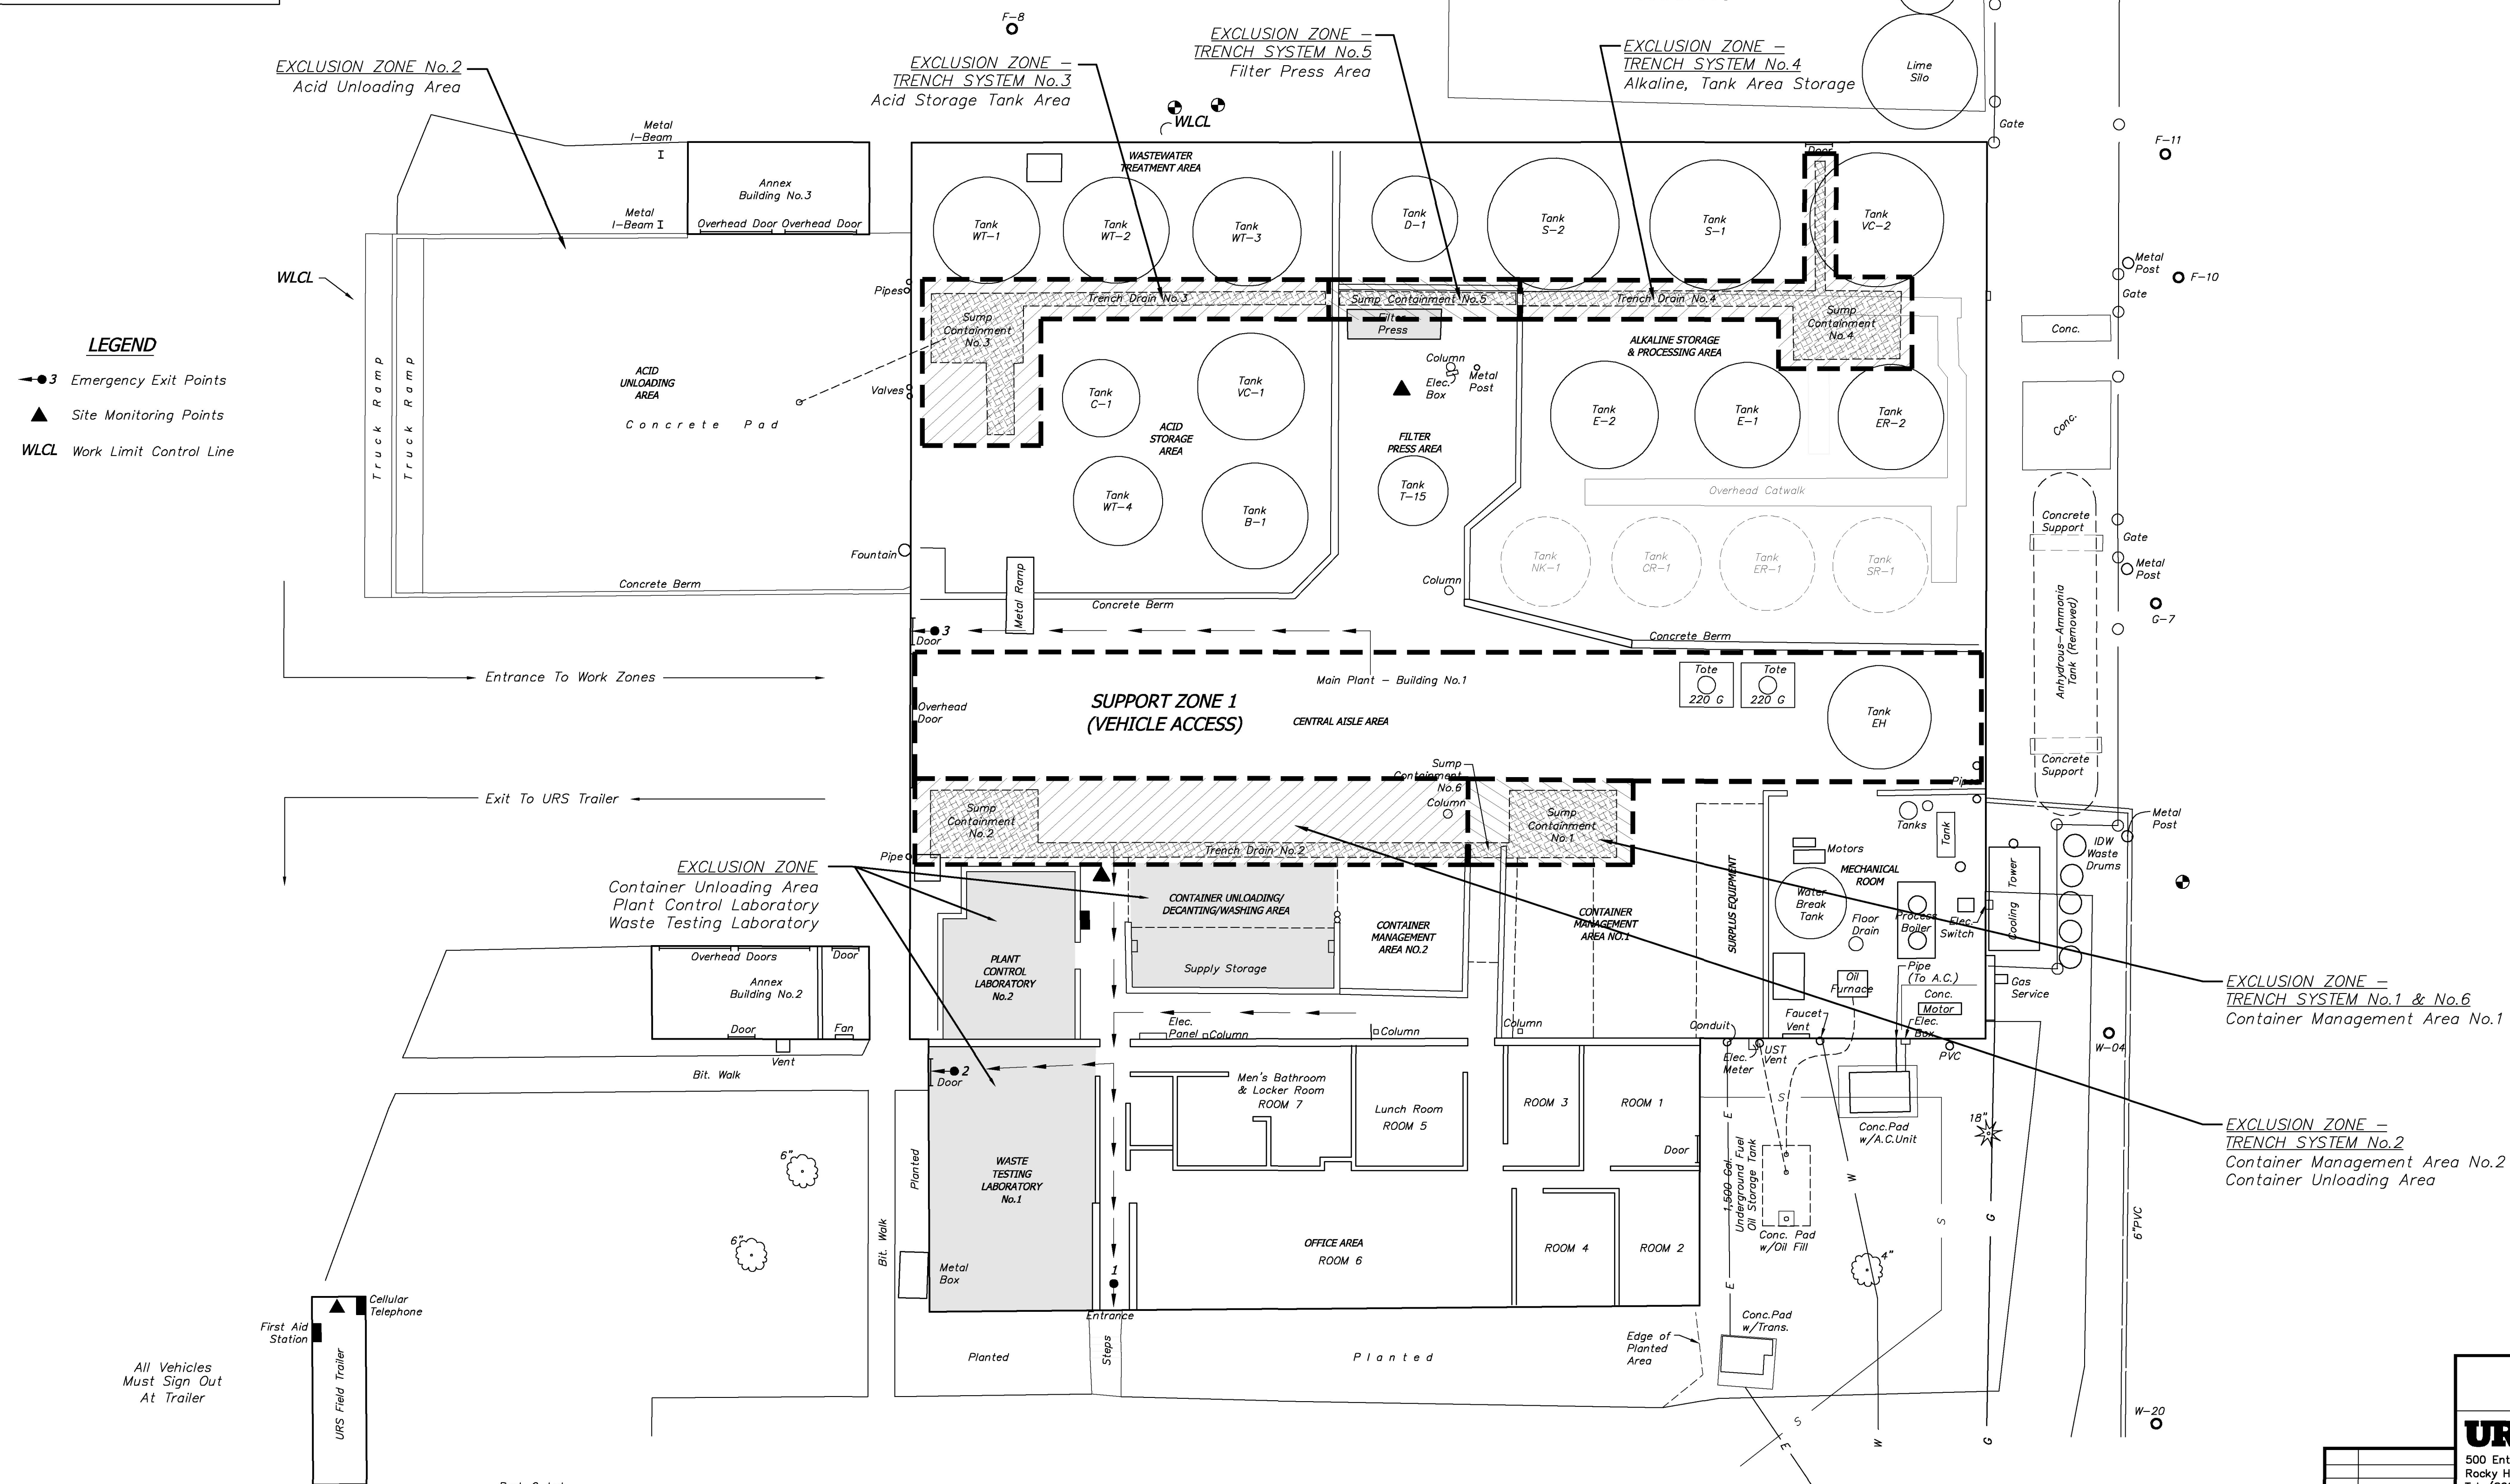 F-8
EXCLUSION ZONE No.2
Acid Unloading Area
EXCLUSION ZONE -
TRENCH SYSTEM No.3
Acid Storage Tank Area
EXCLUSION ZONE -
TRENCH SYSTEM No.5
Filter Press Area
EXCLUSION ZONE -
TRENCH SYSTEM No.4
Alkaline, Tank Area Storage
Lime
Silo
Gate
F-11
WLCL
Metal
I-Beam
I
Annex
Building No.3
Metal
I-Beam I
Overhead Door Overhead Door
WASTEWATER
TREATMENT AREA
Door
Tank
WT-1
Tank
WT-2
Tank
WT-3
Tank
D-1
Tank
S-2
Tank
S-1
Tank
VC-2
Metal
Post
F-10
Gate
WLCL
Pipes
Trench Drain No.3
Sump Containment No.5
Trench Drain No.4
Sump
Containment
No.3
Filter
Press
Sump
Containment
No.4
Conc.
LEGEND
3 Emergency Exit Points
Site Monitoring Points
WLCL Work Limit Control Line
Truck Ramp
Truck Ramp
ACID
UNLOADING
AREA
Concrete Pad
Valves
Tank
C-1
Tank
VC-1
ACID
STORAGE
AREA
Column
Metal
Post
Elec.
Box
ALKALINE STORAGE
& PROCESSING AREA
FILTER
PRESS AREA
Tank
E-2
Tank
E-1
Tank
ER-2
Conc.
Tank
WT-4
Tank
B-1
Tank
T-15
Overhead Catwalk
Concrete
Support
Gate
Fountain
Tank
NK-1
Tank
CR-1
Tank
ER-1
Tank
SR-1
Metal
Post
Concrete Berm
Metal Ramp
Concrete Berm
Column
G-7
Anhydrous-Ammonia
Tank (Removed)
3
Door
Concrete Berm
Entrance To Work Zones
Main Plant - Building No.1
Tote
220 G
Tote
220 G
Overhead
Door
SUPPORT ZONE 1
(VEHICLE ACCESS)
CENTRAL AISLE AREA
Tank
EH
Concrete
Support
Exit To URS Trailer
Sump
Containment
No.6
Column
Pipes
Sump
Containment
No.2
Sump
Containment
No.1
Trench Drain No.2
Pipe
Tanks
Tank
Metal
Post
IDW
Waste
Drums
Motors
MECHANICAL
ROOM
EXCLUSION ZONE
Container Unloading Area
Plant Control Laboratory
Waste Testing Laboratory
CONTAINER UNLOADING/
DECANTING/WASHING AREA
CONTAINER
MANAGEMENT
AREA NO.2
CONTAINER
MANAGEMENT
AREA NO.1
SURPLUS EQUIPMENT
Water
Break
Tank
Floor
Drain
Process
Boiler
Elec.
Switch
Cooling Tower
Overhead Doors
Door
Annex
Building No.2
Door
Fan
Vent
PLANT
CONTROL
LABORATORY
No.2
Supply Storage
Oil
Furnace
Pipe
(To A.C.)
Conc.
Motor
Gas
Service
EXCLUSION ZONE -
TRENCH SYSTEM No.1 & No.6
Container Management Area No.1
Elec.
Panel
Column
Column
Column
Conduit
Faucet
Vent
Elec.
Box
Elec.
Meter
UST
Vent
PVC
W-04
Bit. Walk
2
Door
Men's Bathroom
& Locker Room
ROOM 7
Lunch Room
ROOM 5
ROOM 3
ROOM 1
E
S
Conc.Pad
w/A.C.Unit
18"
EXCLUSION ZONE -
TRENCH SYSTEM No.2
Container Management Area No.2
Container Unloading Area
6"
Planted
WASTE
TESTING
LABORATORY
No.1
Door
1,500 Gal.
Underground Fuel
Oil Storage Tank
W
S
G
6"PVC
6"
Bit. Walk
Metal
Box
1
OFFICE AREA
ROOM 6
ROOM 4
ROOM 2
Conc. Pad
w/Oil Fill
4"
E
Cellular
Telephone
First Aid
Station
Entrance
Conc.Pad
w/Trans.
Edge of
Planted
Area
Steps
Planted
Planted
All Vehicles
Must Sign Out
At Trailer
URS Field Trailer
W-20
S
E
W
G
500 Ent
Rocky H